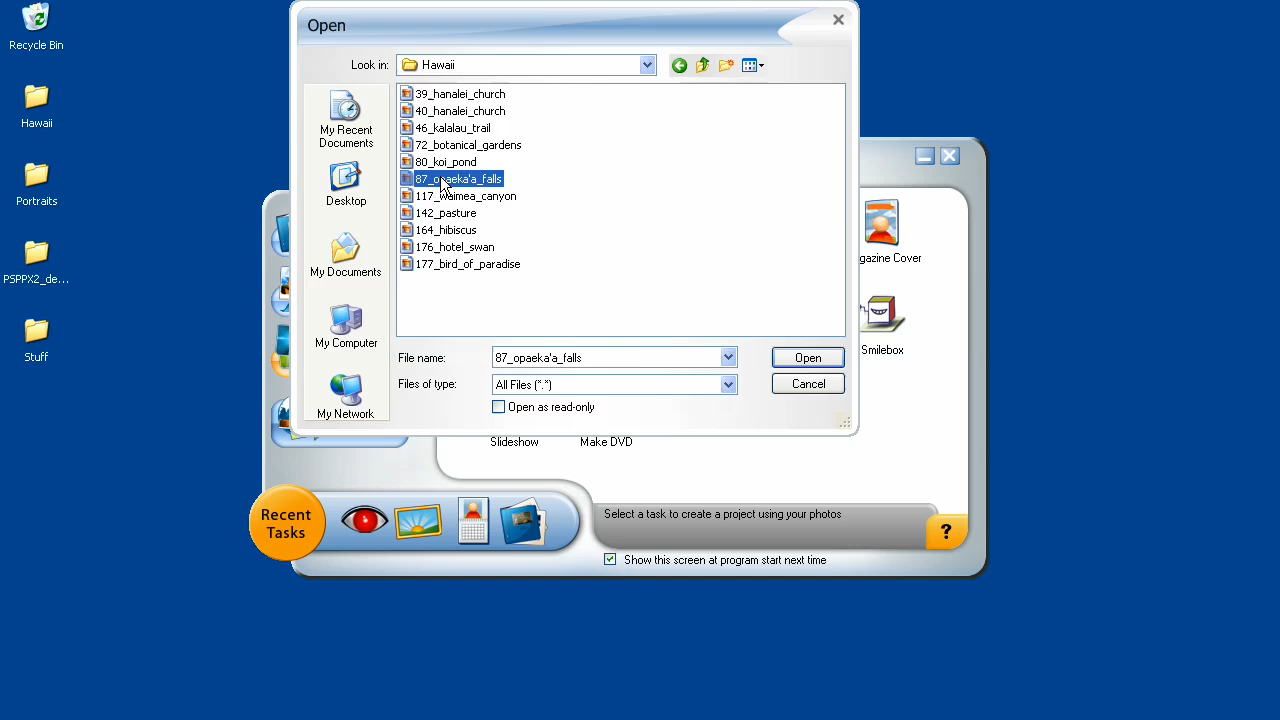 Recycle Bin
Hawaii
Portraits
PSPPX2_de...
Stuff
Open
Look in:
Hawaii
My Recent
Documents
Desktop
My Documents
My Computer
My Network
39_hanalei_church
40_hanalei_church
46_kalalau_trail
72_botanical_gardens
80_koi_pond
87_opaeka'a_falls
117_waimea_canyon
142_pasture
164_hibiscus
176_hotel_swan
177_bird_of_paradise
File name:
87_opaeka'a_falls
Open
Files of type:
All Files (*.*)
Cancel
Open as read-only
gazine Cover
Smilebox
Slideshow
Make DVD
Recent
Tasks
Select a task to create a project using your photos
?
Show this screen at program start next time